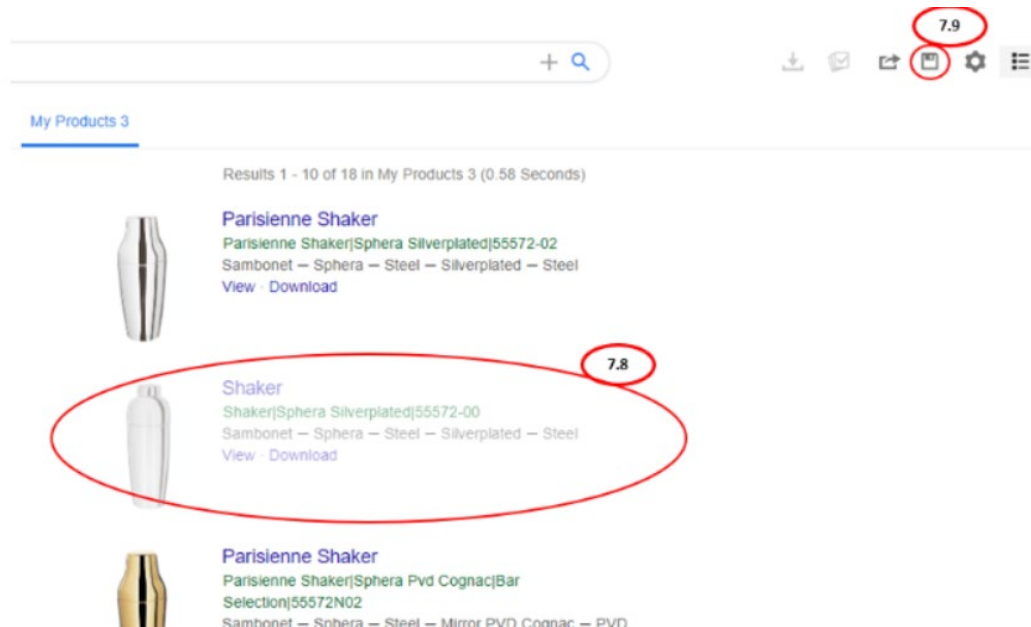 7.9
My Products 3
Results 1 - 10 of 18 in My Products 3 (0.58 Seconds)
Parisienne Shaker
Parisienne Shaker|Sphera Silverplated|55572-02
Sambonet — Sphera — Steel — Silverplated — Steel
View · Download
7.8
Shaker
Shaker|Sphera Silverplated|55572-00
Sambonet — Sphera — Steel — Silverplated — Steel
View · Download
Parisienne Shaker
Parisienne Shaker|Sphera Pvd Cognac|Bar
Selection|55572N02
Sambonet — Sphera — Steel — Mirror PVD Cognac — PVD